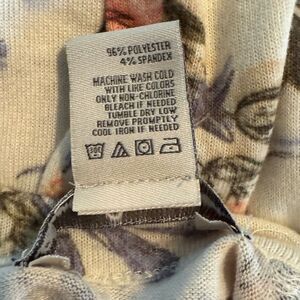 96% POLYESTER
4% SPANDEX
MACHINE WASH COLD
WITH LIKE COLORS
ONLY NON-CHLORINE
BLEACH IF NEEDED
TUMBLE DRY LOW
REMOVE PROMPTLY
COOL IRON IF NEEDED